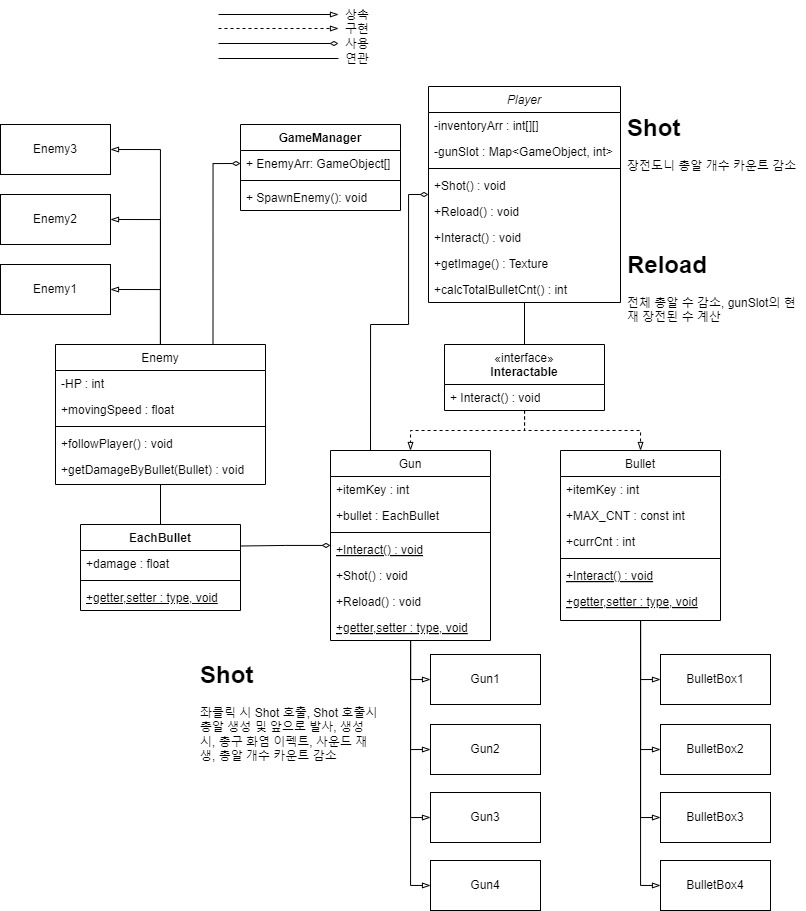 상속
구현
사용
연관
Player
-inventoryArr : int[][]
-gunSlot : Map<GameObject, int>
+Shot() : void
+Reload() : void
+Interact() : void
+getImage() : Texture
+calcTotalBulletCnt() : int
Shot
장전도니 총알 개수 카운트 감소
Reload
전체 총알 수 감소, gunSlot의 현
재 장전된 수 계산
GameManager
+ EnemyArr: GameObject[]
+ SpawnEnemy(): void
Enemy3
Enemy2
Enemy1
Enemy
-HP : int
+movingSpeed : float
+followPlayer() : void
+getDamageByBullet(Bullet) : void
«interface»
Interactable
+ Interact() : void
EachBullet
+damage : float
+getter,setter : type, void
Gun
+itemKey : int
+bullet : EachBullet
+Interact() : void
+Shot() : void
+Reload() : void
+getter,setter : type, void
Bullet
+itemKey : int
+MAX_CNT : const int
+currCnt : int
+Interact() : void
+getter,setter : type, void
Shot
좌클릭 시 Shot 호출, Shot 호출시
총알 생성 및 앞으로 발사, 생성
시, 총구 화염 이펙트, 사운드 재
생, 총알 개수 카운트 감소
Gun1
Gun2
Gun3
Gun4
BulletBox1
BulletBox2
BulletBox3
BulletBox4